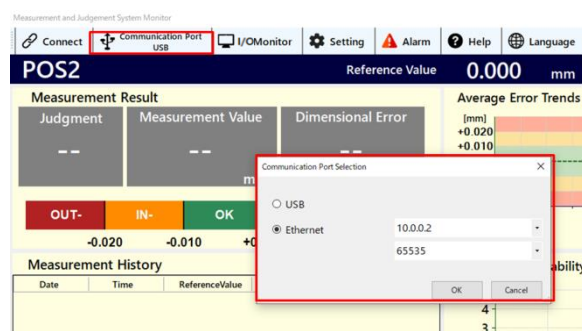 Measurement and Judgement System Monitor
Connect
Communication Port
USB
I/OMonitor
Setting
Alarm
Help
Language
POS2
Reference Value
0.000 mm
Measurement Result
Average Error Trends
Judgment
Measurement Value
Dimensional Error
[mm]
+0.020
+0.010
--
--
--
m
Communication Port Selection
USB
Ethernet
10.0.0.2
65535
OK
Cancel
OUT-
IN-
OK
-0.020
-0.010
+0
Measurement History
ability
Date
Time
ReferenceValue
4
3